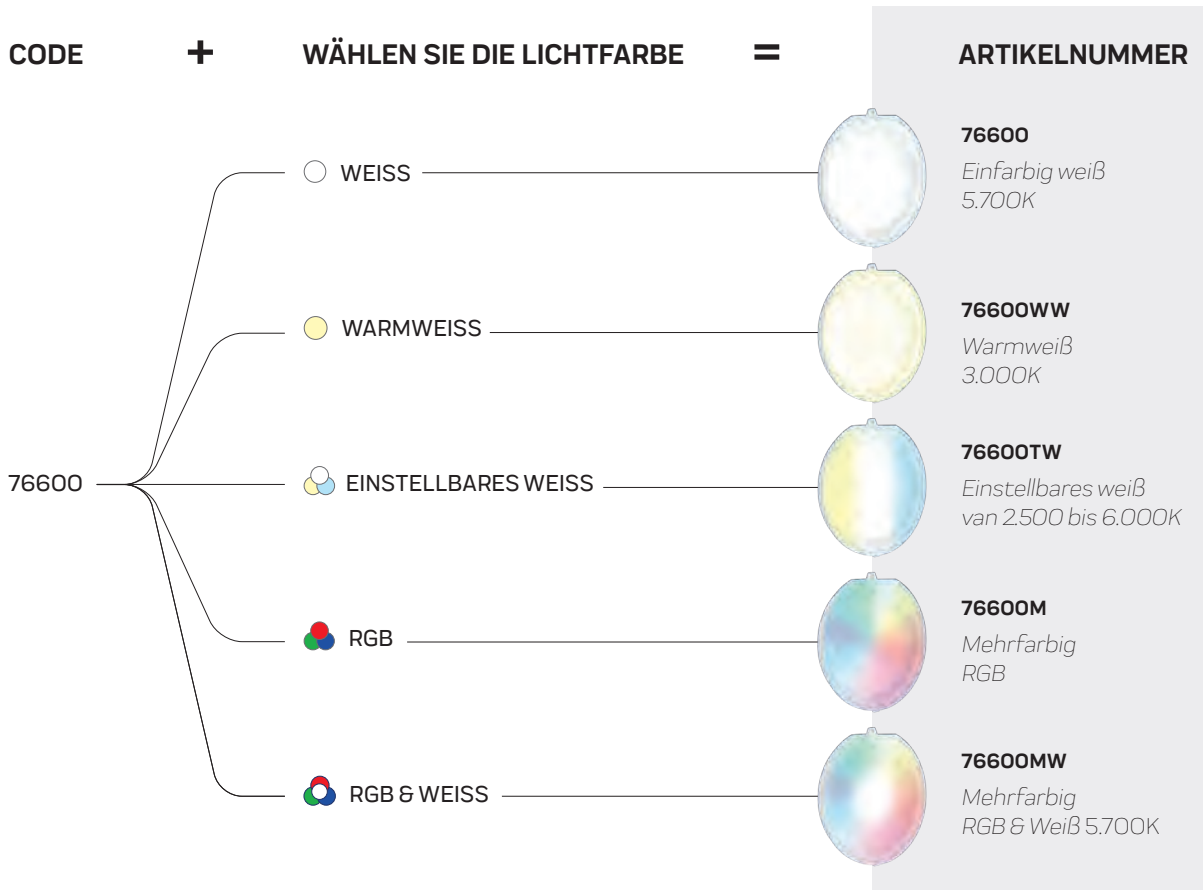 CODE + WÄHLEN SIE DIE LICHTFARBE = ARTIKELNUMMER
76600
WEISS
76600
Einfarbig weiß
5.700K
WARMWEISS
76600WW
Warmweiß
3.000K
EINSTELLBARES WEISS
76600TW
Einstellbares weiß
van 2.500 bis 6.000K
RGB
76600M
Mehrfarbig
RGB
RGB & WEISS
76600MW
Mehrfarbig
RGB & Weiß 5.700K